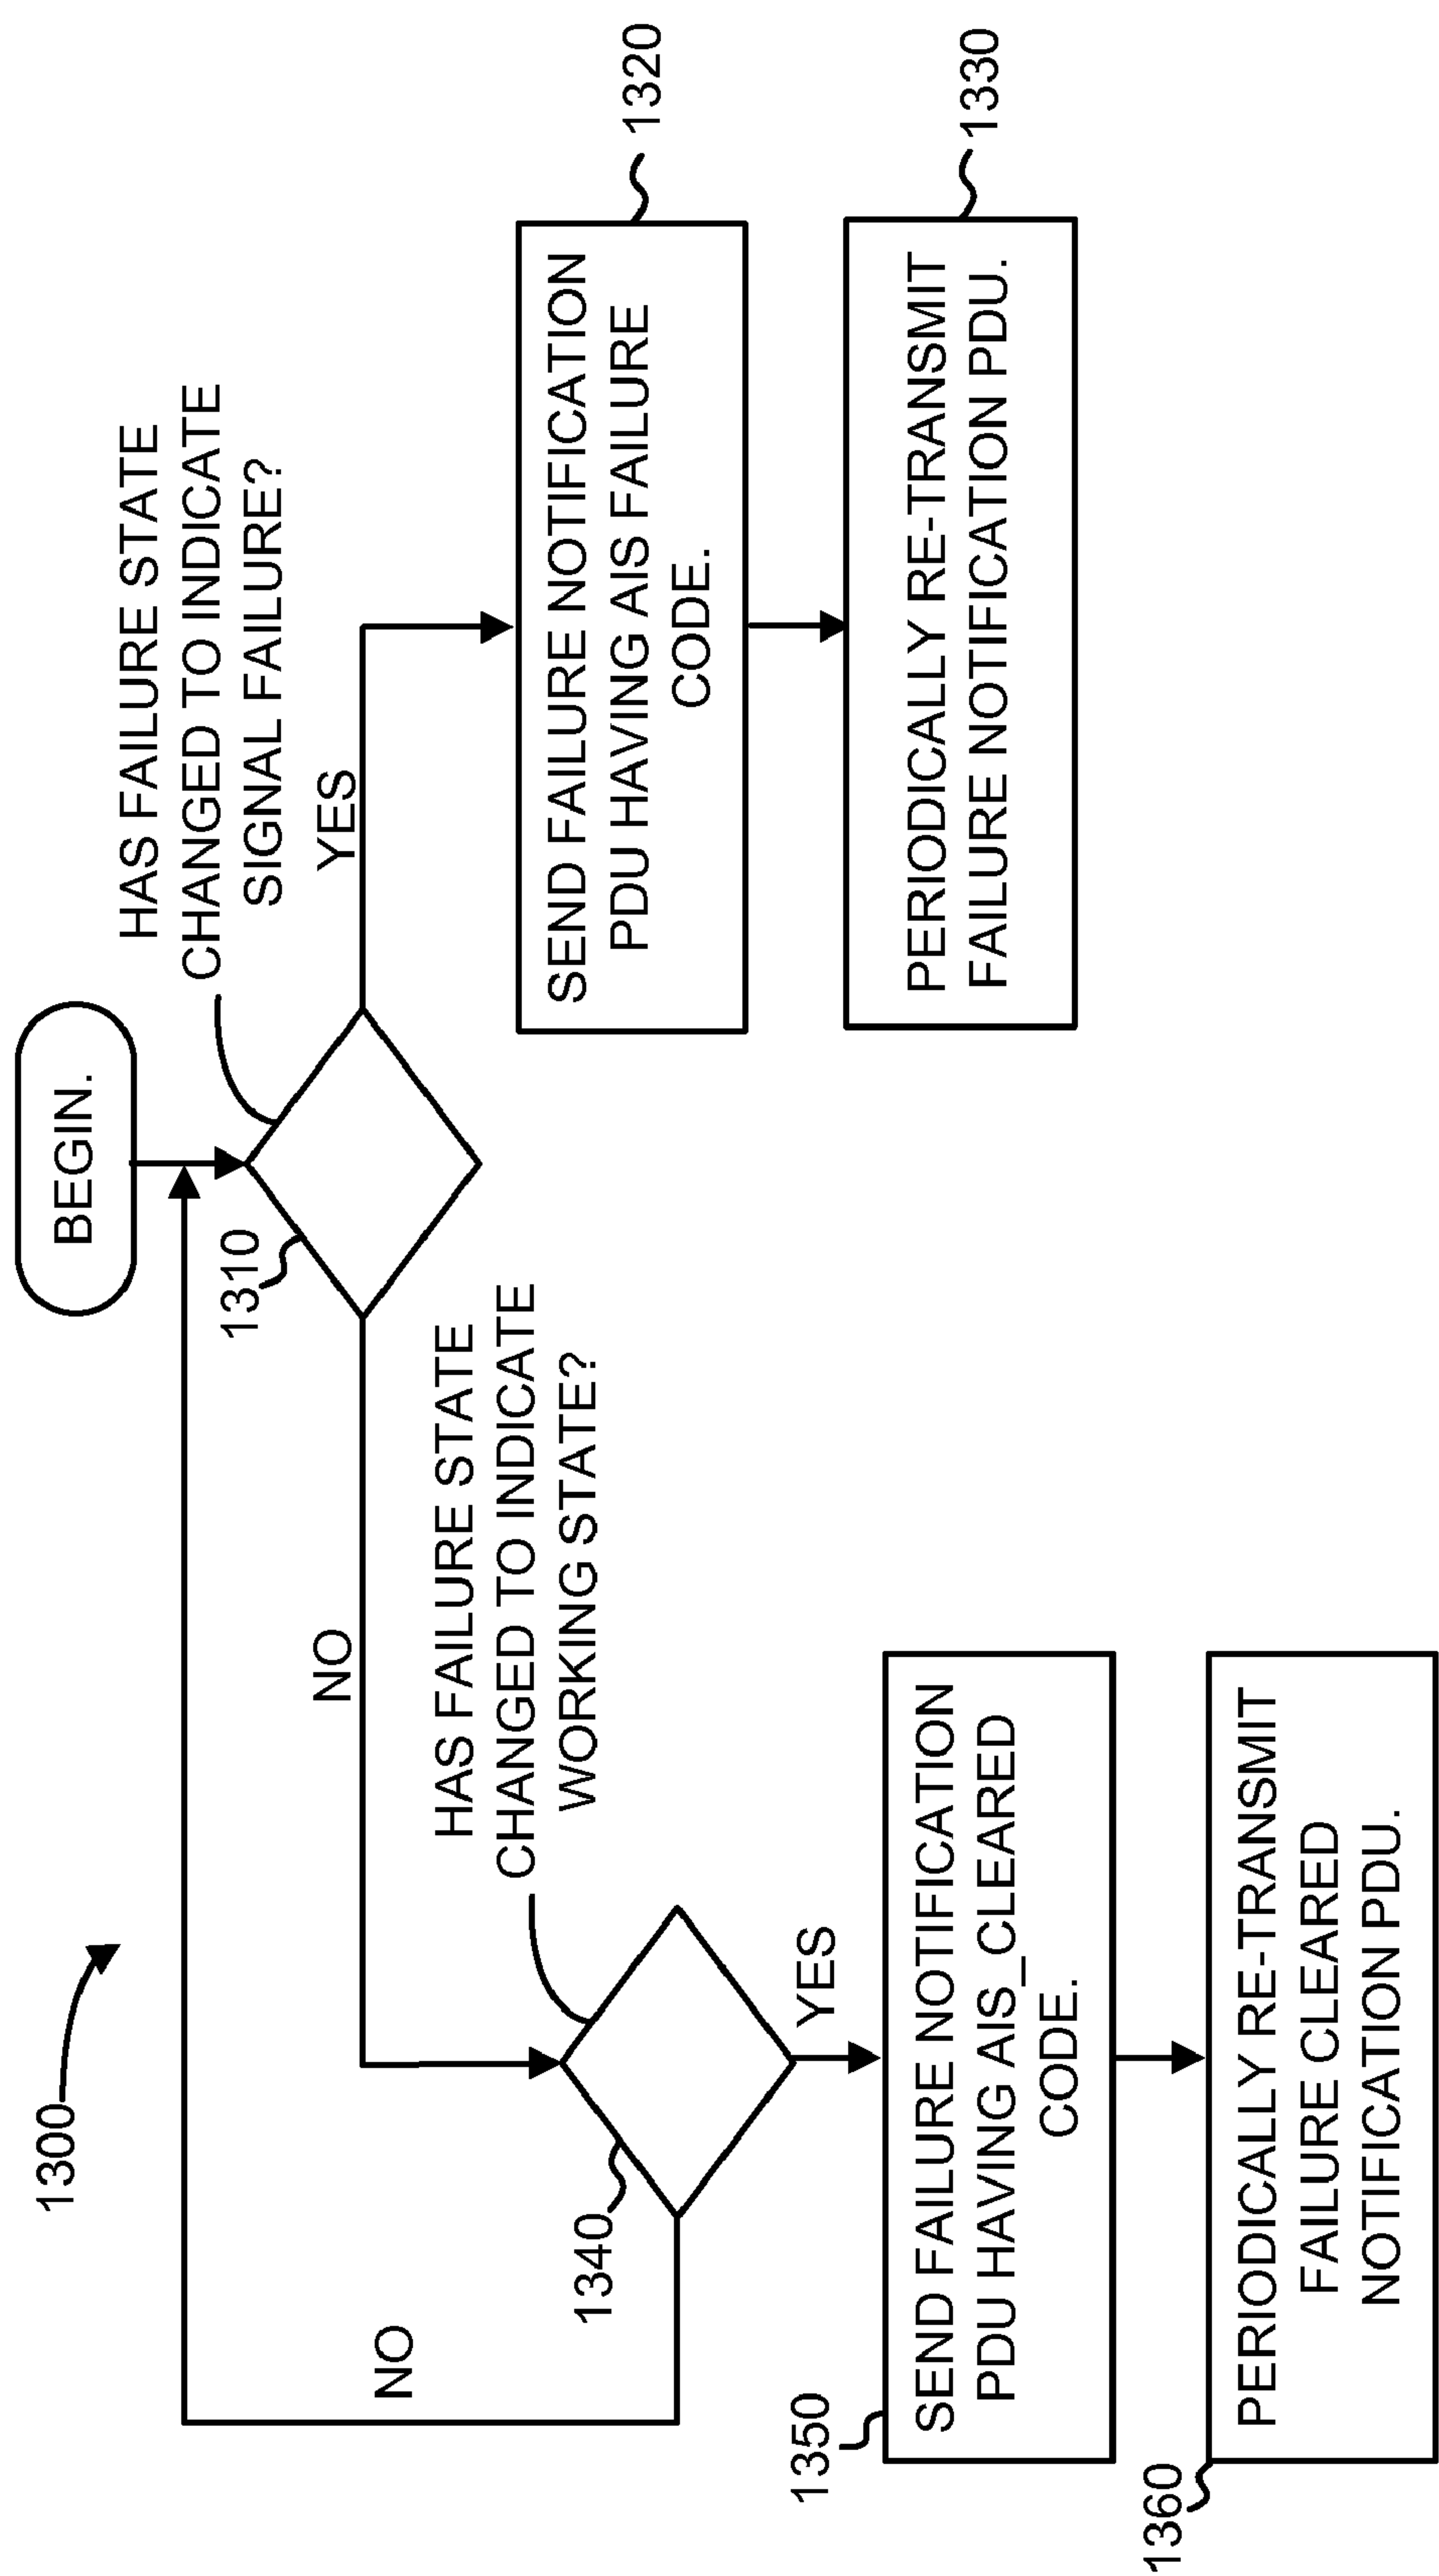 1300
BEGIN.
HAS FAILURE STATE
CHANGED TO INDICATE
SIGNAL FAILURE?
1310
YES
NO
SEND FAILURE NOTIFICATION
PDU HAVING AIS FAILURE
CODE.
1320
PERIODICALLY RE-TRANSMIT
FAILURE NOTIFICATION PDU.
1330
HAS FAILURE STATE
CHANGED TO INDICATE
WORKING STATE?
1340
NO
YES
SEND FAILURE NOTIFICATION
PDU HAVING AIS_CLEARED
CODE.
1350
PERIODICALLY RE-TRANSMIT
FAILURE CLEARED
NOTIFICATION PDU.
1360